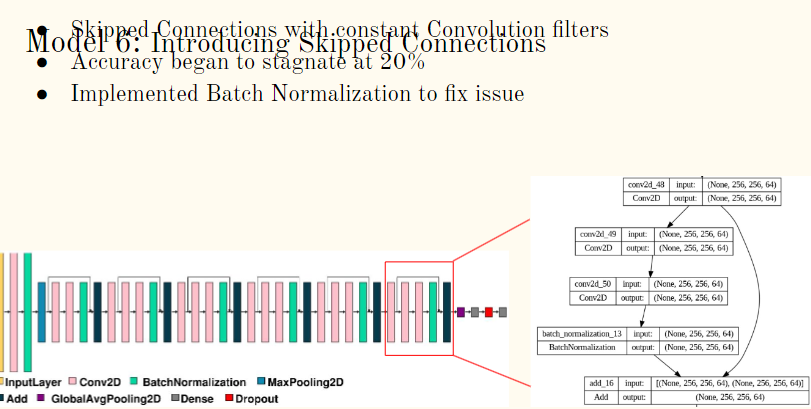 ● Skipped Connections with constant Convolution filters
Model 6: Introducing Skipped Connections
● Accuracy began to stagnate at 20%
● Implemented Batch Normalization to fix issue
conv2d_48 input: (None, 256, 256, 64)
Conv2D output: (None, 256, 256, 64)
conv2d_49 input: (None, 256, 256, 64)
Conv2D output: (None, 256, 256, 64)
conv2d_50 input: (None, 256, 256, 64)
Conv2D output: (None, 256, 256, 64)
batch_normalization_13 input: (None, 256, 256, 64)
BatchNormalization output: (None, 256, 256, 64)
add_16 input: [(None, 256, 256, 64), (None, 256, 256, 64)]
Add output: (None, 256, 256, 64)
InputLayer Conv2D BatchNormalization MaxPooling2D
Add GlobalAvgPooling2D Dense Dropout